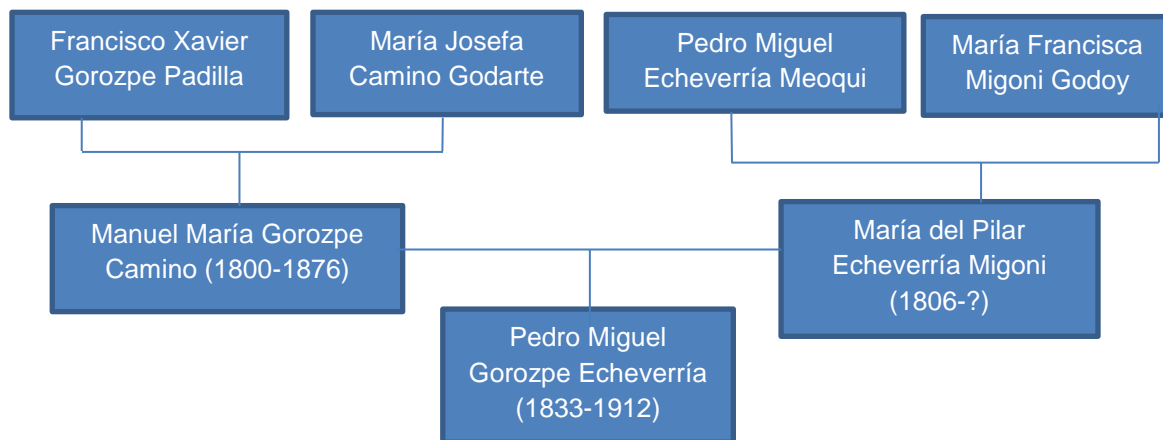 Francisco Xavier
Gorozpe Padilla
María Josefa
Camino Godarte
Pedro Miguel
Echeverría Meoqui
María Francisca
Migoni Godoy
Manuel María Gorozpe
Camino (1800-1876)
María del Pilar
Echeverría Migoni
(1806-?)
Pedro Miguel
Gorozpe Echeverría
(1833-1912)